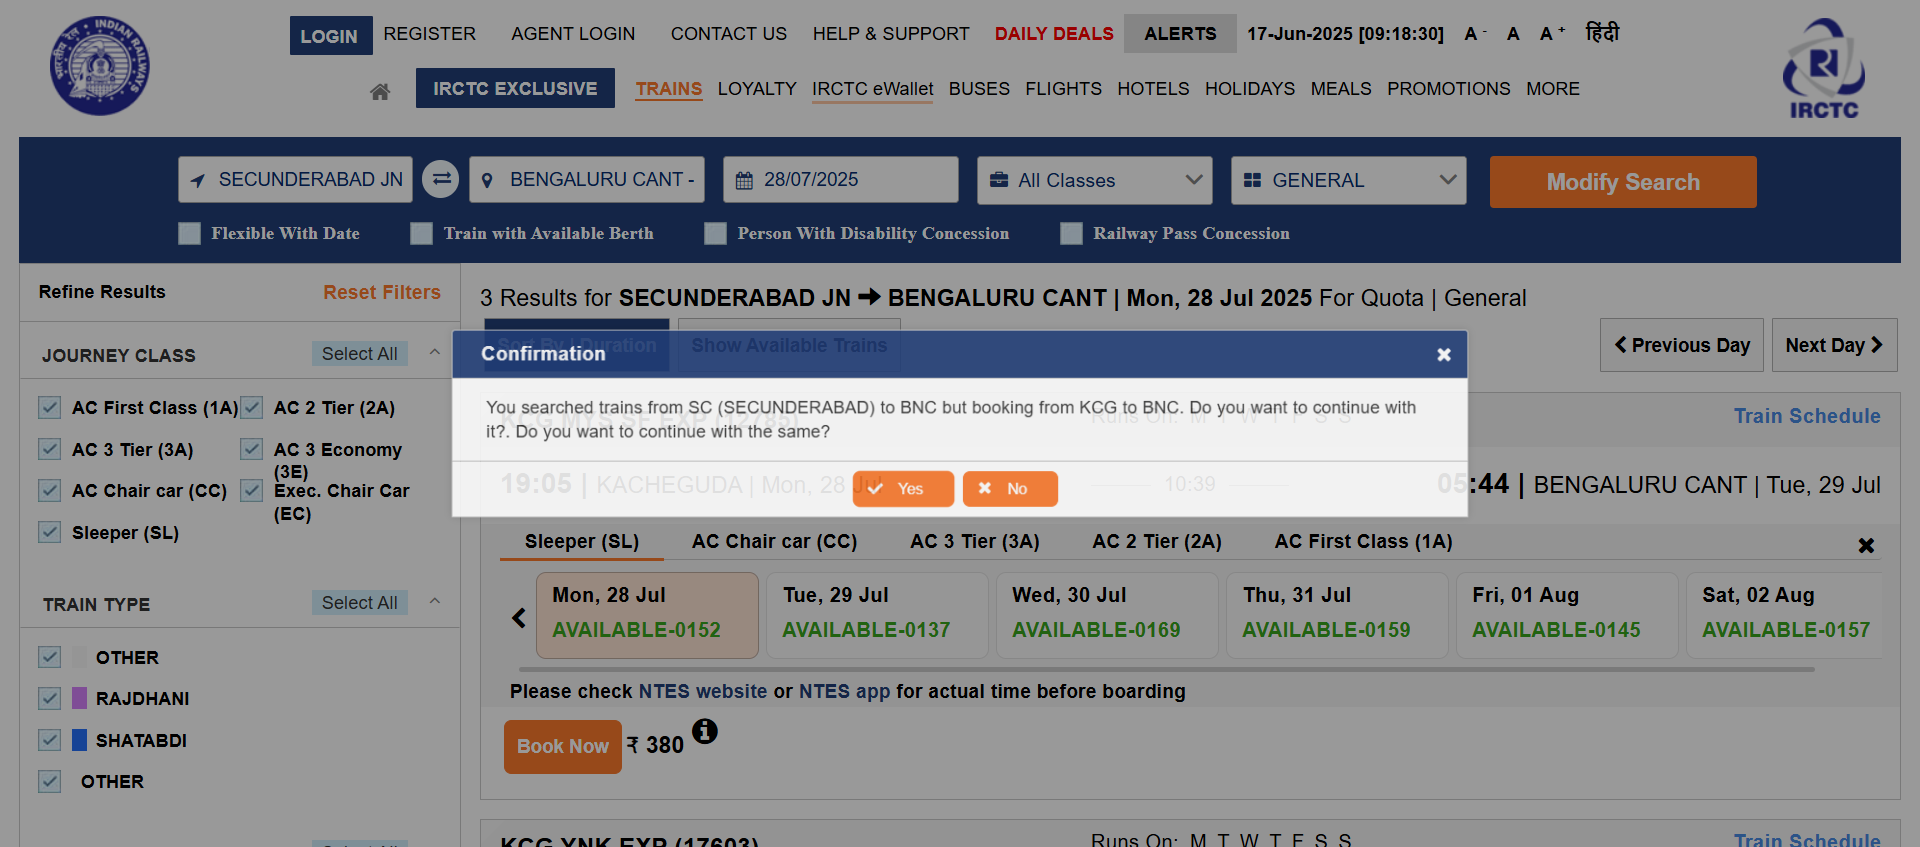 LOGIN REGISTER AGENT LOGIN CONTACT US HELP & SUPPORT DAILY DEALS ALERTS 17-Jun-2025 [09:18:30] A - A A + हिंदी
INDIAN RAILWAYS
भारतीय रेल
IRCTC
IRCTC EXCLUSIVE TRAINS LOYALTY IRCTC eWallet BUSES FLIGHTS HOTELS HOLIDAYS MEALS PROMOTIONS MORE
SECUNDERABAD JN BENGALURU CANT - 28/07/2025 All Classes GENERAL Modify Search
Flexible With Date Train with Available Berth Person With Disability Concession Railway Pass Concession
Refine Results Reset Filters
JOURNEY CLASS Select All
AC First Class (1A) AC 2 Tier (2A)
AC 3 Tier (3A) AC 3 Economy
(3E)
AC Chair car (CC) Exec. Chair Car
(EC)
Sleeper (SL)
TRAIN TYPE Select All
OTHER
RAJDHANI
SHATABDI
OTHER
Select All
3 Results for SECUNDERABAD JN ➔ BENGALURU CANT | Mon, 28 Jul 2025 For Quota | General
Sort By | Duration Show Available Trains Previous Day Next Day
Confirmation
You searched trains from SC (SECUNDERABAD) to BNC but booking from KCG to BNC. Do you want to continue with
it?. Do you want to continue with the same?
Yes No
KCG MYS SF EXP (12785) Runs On: M T W T F S S Train Schedule
19:05 | KACHEGUDA | Mon, 28 Jul 10:39 05:44 | BENGALURU CANT | Tue, 29 Jul
Sleeper (SL) AC Chair car (CC) AC 3 Tier (3A) AC 2 Tier (2A) AC First Class (1A)
Mon, 28 Jul Tue, 29 Jul Wed, 30 Jul Thu, 31 Jul Fri, 01 Aug Sat, 02 Aug
AVAILABLE-0152 AVAILABLE-0137 AVAILABLE-0169 AVAILABLE-0159 AVAILABLE-0145 AVAILABLE-0157
Please check NTES website or NTES app for actual time before boarding
Book Now ₹ 380
KCG YNK EXP (17603) Runs On: M T W T F S S Train Schedule